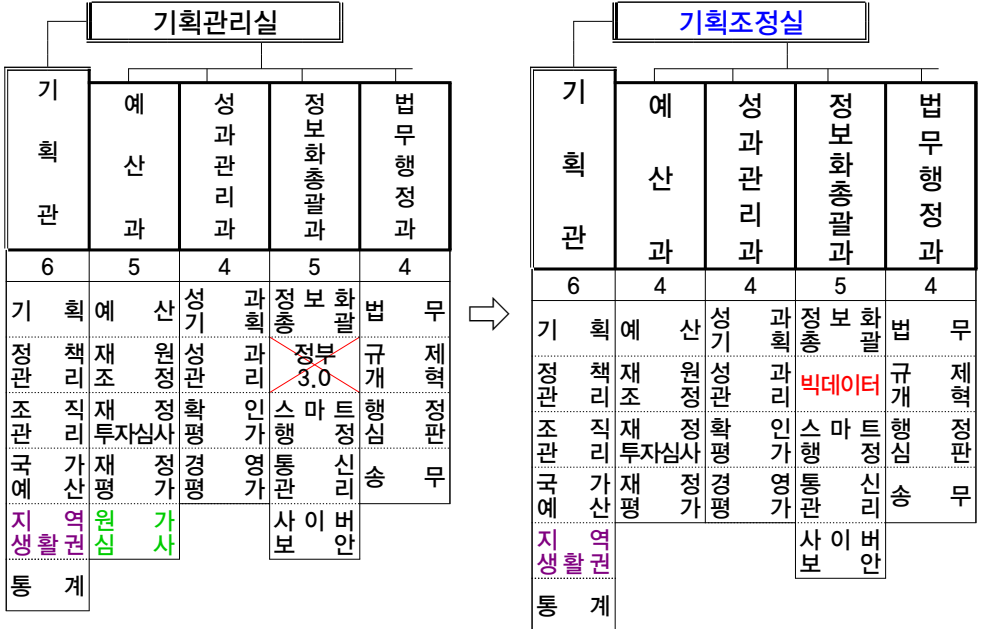 기획관리실
기획관
예산과
성과관리과
정보화총괄과
법무행정과
6 5 4 5 4
기획
정책관리
조직관리
국가예산
지역생활권
통계
예산
재원조정
재정투자심사
재정평가
원가심사
성과기획
성과관리
확인평가
경영평가
정보화총괄
정부3.0
스마트행정
통신관리
사이버보안
법무
규제개혁
행정심판
송무
기획조정실
기획관
예산과
성과관리과
정보화총괄과
법무행정과
6 4 4 5 4
기획
정책관리
조직관리
국가예산
지역생활권
통계
예산
재원조정
재정투자심사
재정평가
성과기획
성과관리
확인평가
경영평가
정보화총괄
빅데이터
스마트행정
통신관리
사이버보안
법무
규제개혁
행정심판
송무